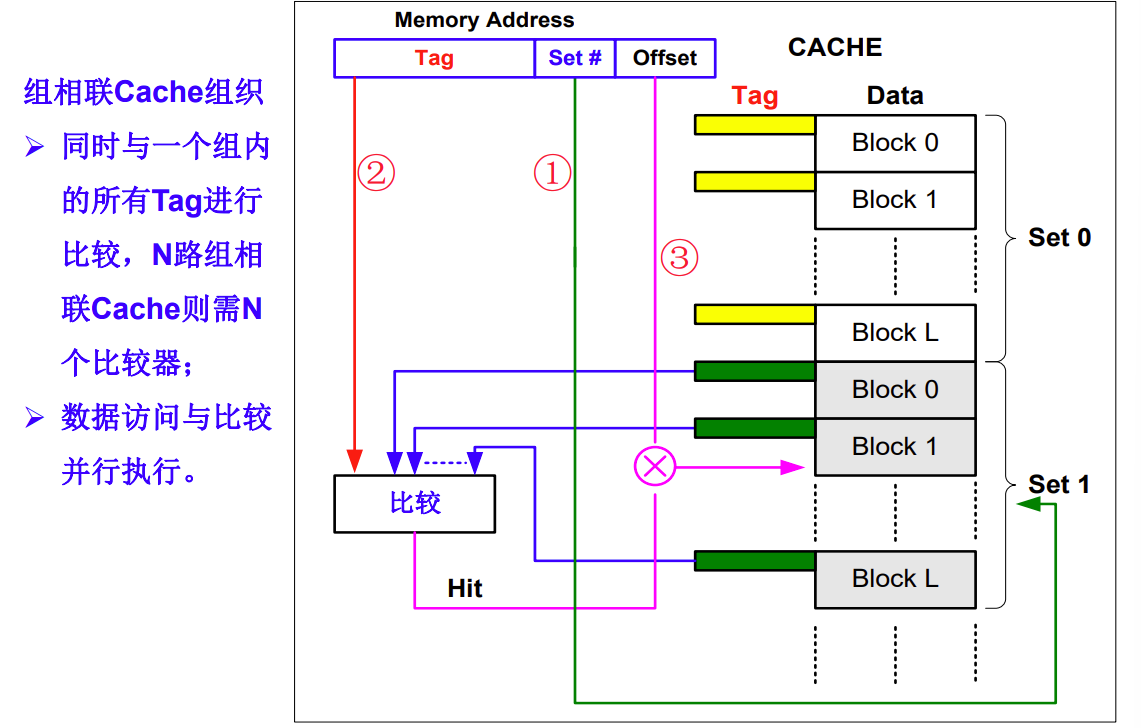 组相联Cache组织
➢ 同时与一个组内
的所有Tag进行
比较，N路组相
联Cache则需N
个比较器；
➢ 数据访问与比较
并行执行。
Memory Address
Tag Set # Offset
CACHE
Tag Data
Block 0
②
①
Block 1
Set 0
③
Block L
Block 0
Block 1
Set 1
比较
Block L
Hit